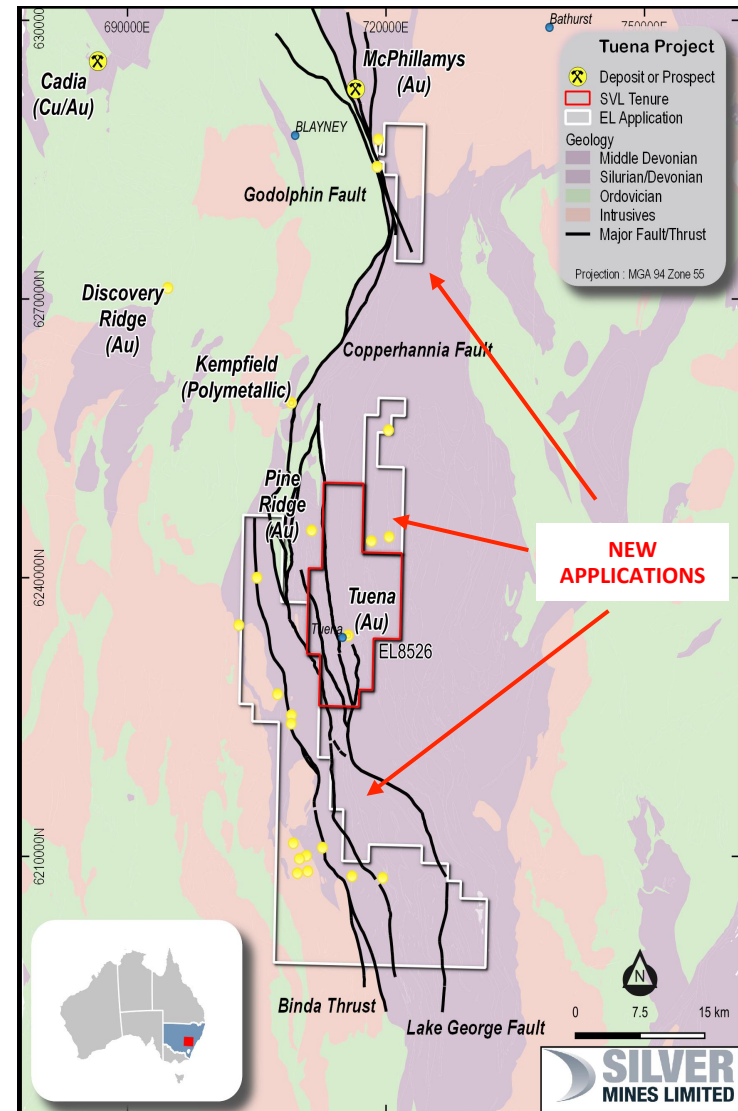 630000
690000E
720000E
750000E
Bathurst
Tuena Project
Deposit or Prospect
SVL Tenure
EL Application
Geology
Middle Devonian
Silurian/Devonian
Ordovician
Intrusives
Major Fault/Thrust
Projection : MGA 94 Zone 55
Cadia
(Cu/Au)
McPhillamys
(Au)
BLAYNEY
Godolphin Fault
6270000N
Discovery
Ridge
(Au)
Copperhannia Fault
Kempfield
(Polymetallic)
Pine
Ridge
(Au)
NEW
APPLICATIONS
6240000N
Tuena
(Au)
Tuena
EL8526
6210000N
N
Binda Thrust
Lake George Fault
0 7.5 15 km
SILVER
MINES LIMITED